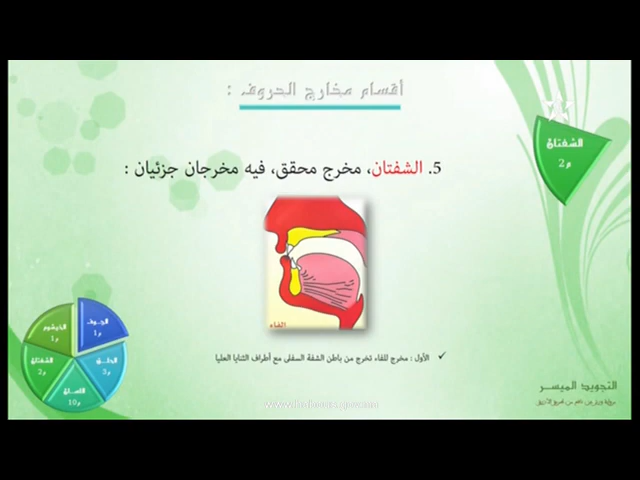 أقسام مخارج الحروف :
الشفتان
2 م
5. الشفتان، مخرج محقق، فيه مخرجان جزئيان :
الفاء
✓ الأول : مخرج للفاء تخرج من باطن الشفة السفلى مع أطراف الثنايا العليا
الجوف
1 م
الخيشوم
1 م
الحلق
3 م
الشفتان
2 م
اللسان
10 م
التجويد الميسر